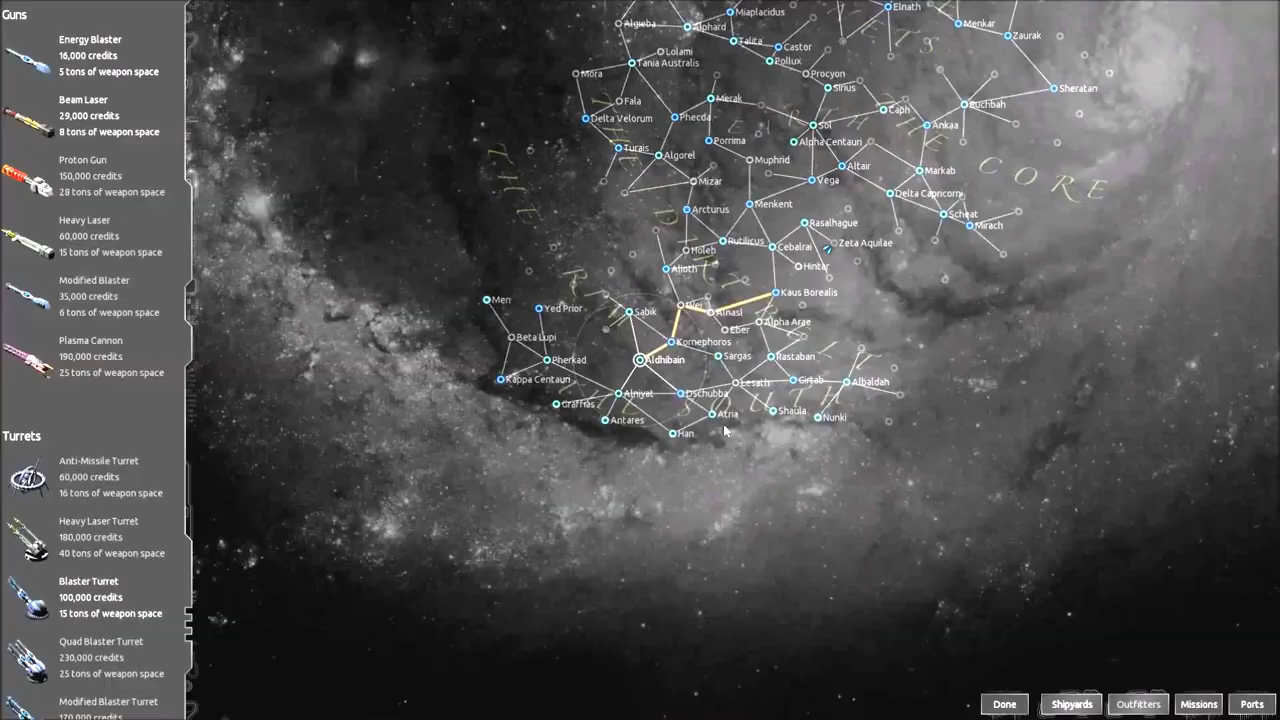 Guns
Energy Blaster
16,000 credits
5 tons of weapon space
Beam Laser
29,000 credits
8 tons of weapon space
Proton Gun
150,000 credits
28 tons of weapon space
Heavy Laser
60,000 credits
15 tons of weapon space
Modified Blaster
35,000 credits
6 tons of weapon space
Plasma Cannon
190,000 credits
25 tons of weapon space
Turrets
Anti-Missile Turret
60,000 credits
16 tons of weapon space
Heavy Laser Turret
180,000 credits
40 tons of weapon space
Blaster Turret
100,000 credits
15 tons of weapon space
Quad Blaster Turret
230,000 credits
25 tons of weapon space
Modified Blaster Turret
170,000 credits
Elnath
Miaplacidus
Algieba
Alphard
Menkar
Zaurak
Talita
Castor
Lolami
Tania Australis
Pollux
Mora
Procyon
Sirius
Sheratan
Fala
Merak
Ruchbah
Caph
Delta Velorum
Phecda
Sol
Ankaa
Porrima
Alpha Centauri
Turais
Algorel
Muphrid
Altair
Markab
CORE
Mizar
Vega
Delta Capricorni
Arcturus
Menkent
Scheat
Rasalhague
Mirach
Rutilicus
Cebalrai
Zeta Aquilae
Holeb
Alioth
Hintar
Kaus Borealis
Men
Yed Prior
Sabik
Wei
Alnasl
Alpha Arae
Eber
Beta Lupi
Kornephoros
Pherkad
Aldhibain
Sargas
Rastaban
Kappa Centauri
Lesath
Girtab
Albaldah
Alniyat
Dschubba
Graffias
Atria
Shaula
Nunki
Antares
Han
Done
Shipyards
Outfitters
Missions
Ports